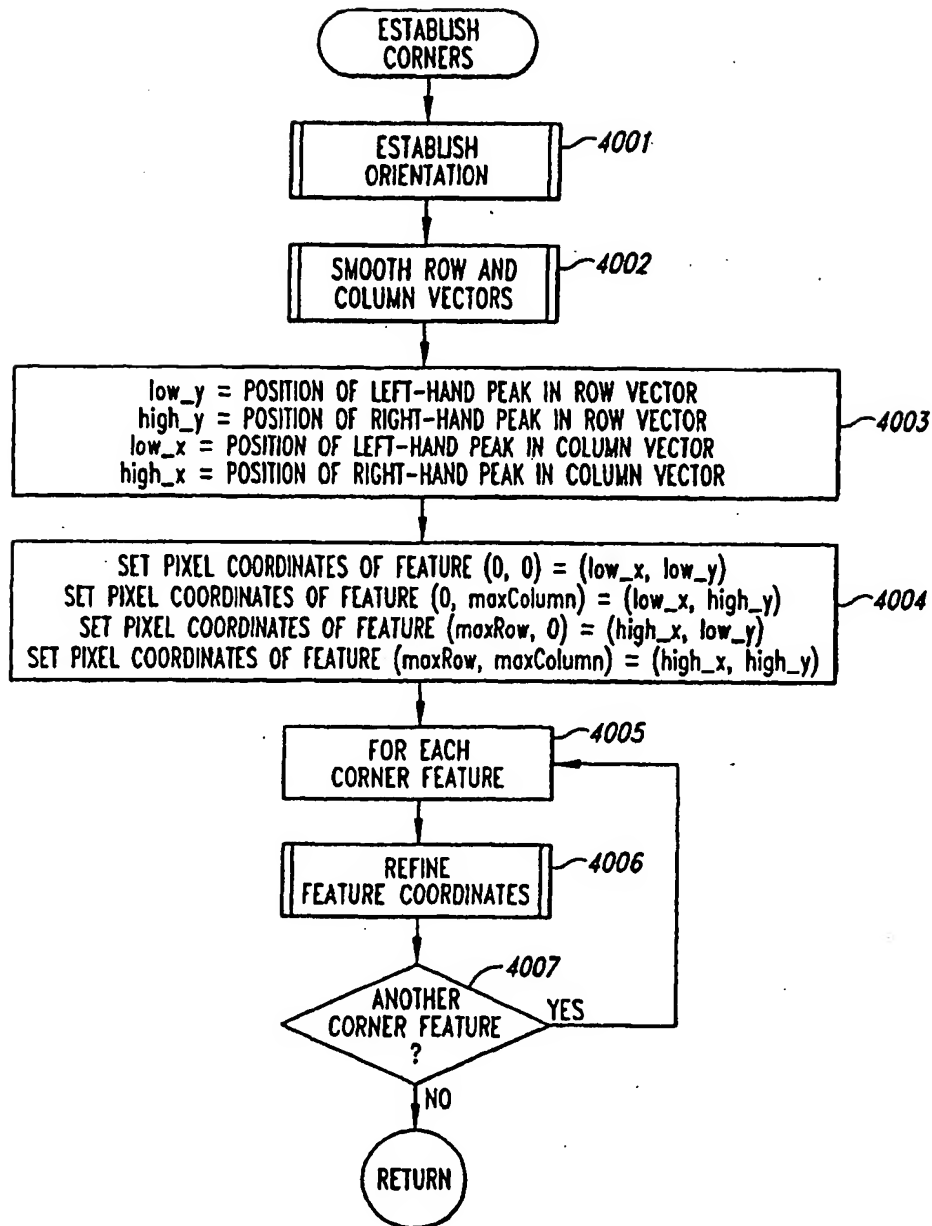 ESTABLISH
CORNERS
ESTABLISH
ORIENTATION
4001
SMOOTH ROW AND
COLUMN VECTORS
4002
low_y = POSITION OF LEFT-HAND PEAK IN ROW VECTOR
high_y = POSITION OF RIGHT-HAND PEAK IN ROW VECTOR
low_x = POSITION OF LEFT-HAND PEAK IN COLUMN VECTOR
high_x = POSITION OF RIGHT-HAND PEAK IN COLUMN VECTOR
4003
SET PIXEL COORDINATES OF FEATURE (0, 0) = (low_x, low_y)
SET PIXEL COORDINATES OF FEATURE (0, maxColumn) = (low_x, high_y)
SET PIXEL COORDINATES OF FEATURE (maxRow, 0) = (high_x, low_y)
SET PIXEL COORDINATES OF FEATURE (maxRow, maxColumn) = (high_x, high_y)
4004
FOR EACH
CORNER FEATURE
4005
REFINE
FEATURE COORDINATES
4006
ANOTHER
CORNER FEATURE
?
4007
YES
NO
RETURN